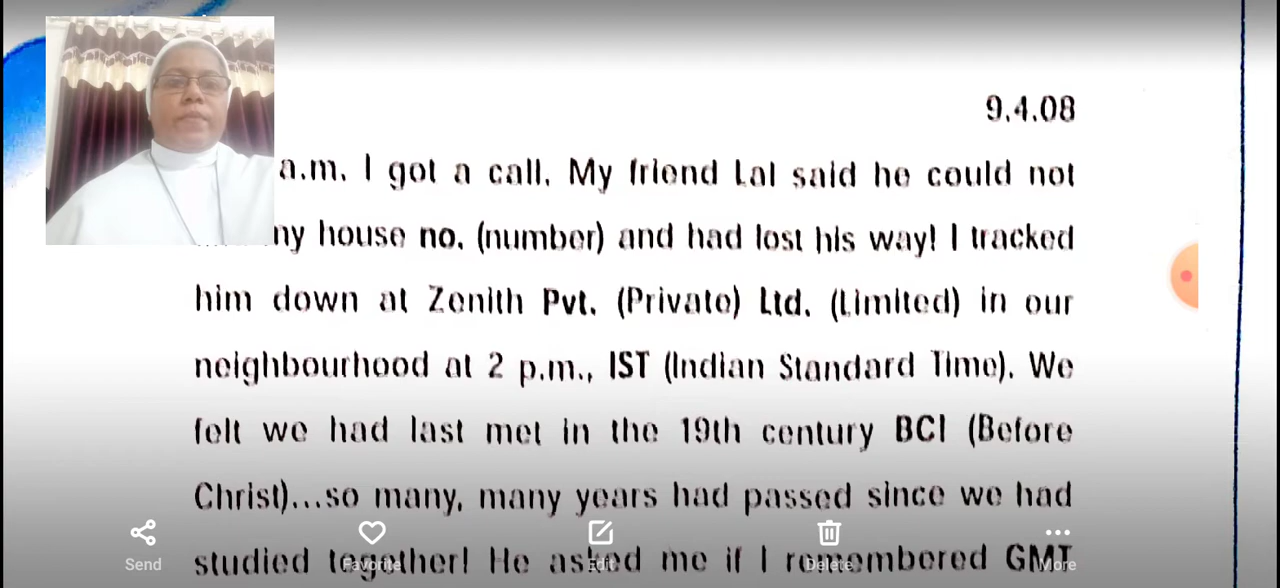 9.4.08
a.m. I got a call. My friend Lal said he could not
my house no. (number) and had lost his way! I tracked
him down at Zenith Pvt. (Private) Ltd. (Limited) in our
neighbourhood at 2 p.m., IST (Indian Standard Time). We
felt we had last met in the 19th century BC! (Before
Christ)...so many, many years had passed since we had
studied together! He asked me if I remembered GMT
Send Favorite Edit Delete More